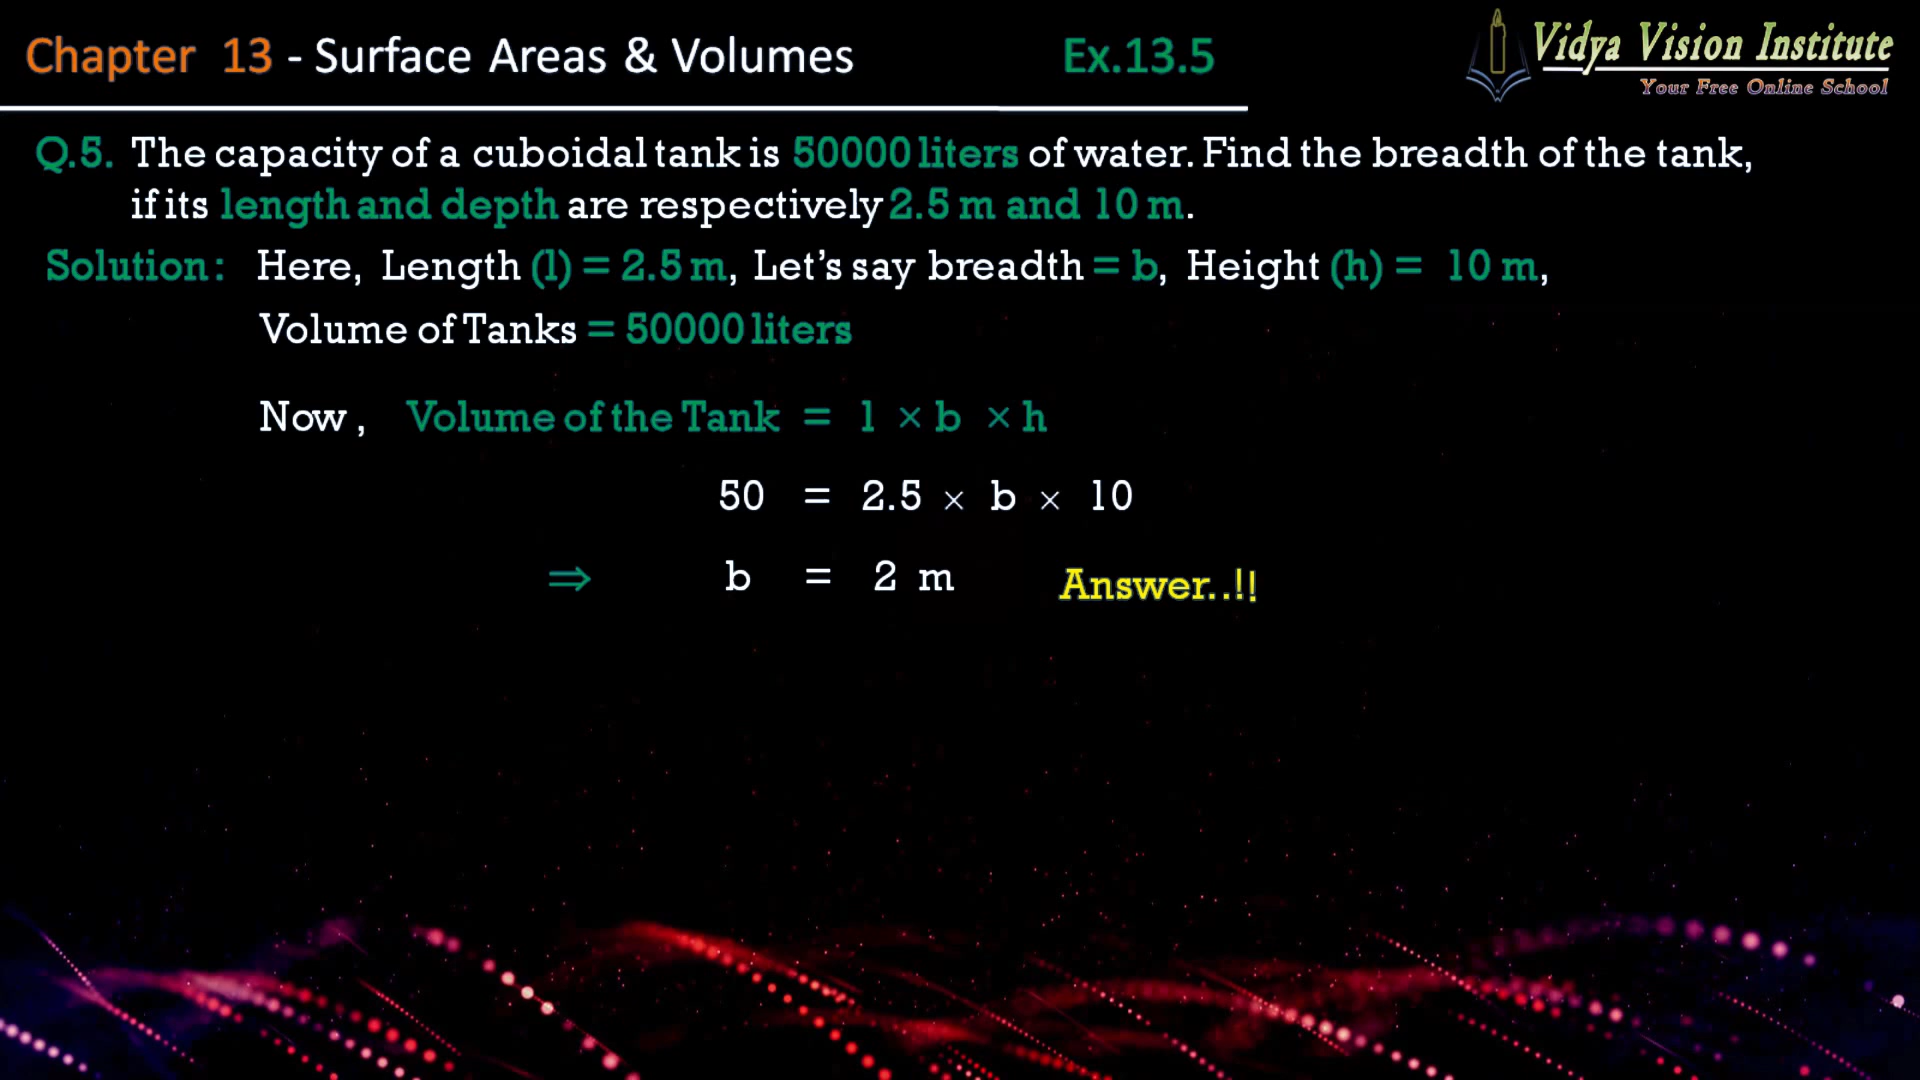 Chapter 13 - Surface Areas & Volumes Ex.13.5
Vidya Vision Institute
Your Free Online School
Q.5. The capacity of a cuboidal tank is 50000 liters of water. Find the breadth of the tank,
if its length and depth are respectively 2.5 m and 10 m.
Solution: Here, Length (l) = 2.5 m, Let's say breadth = b, Height (h) = 10 m,
Volume of Tanks = 50000 liters
Now , Volume of the Tank = l × b × h
50 = 2.5 × b × 10
⇒ b = 2 m Answer..!!